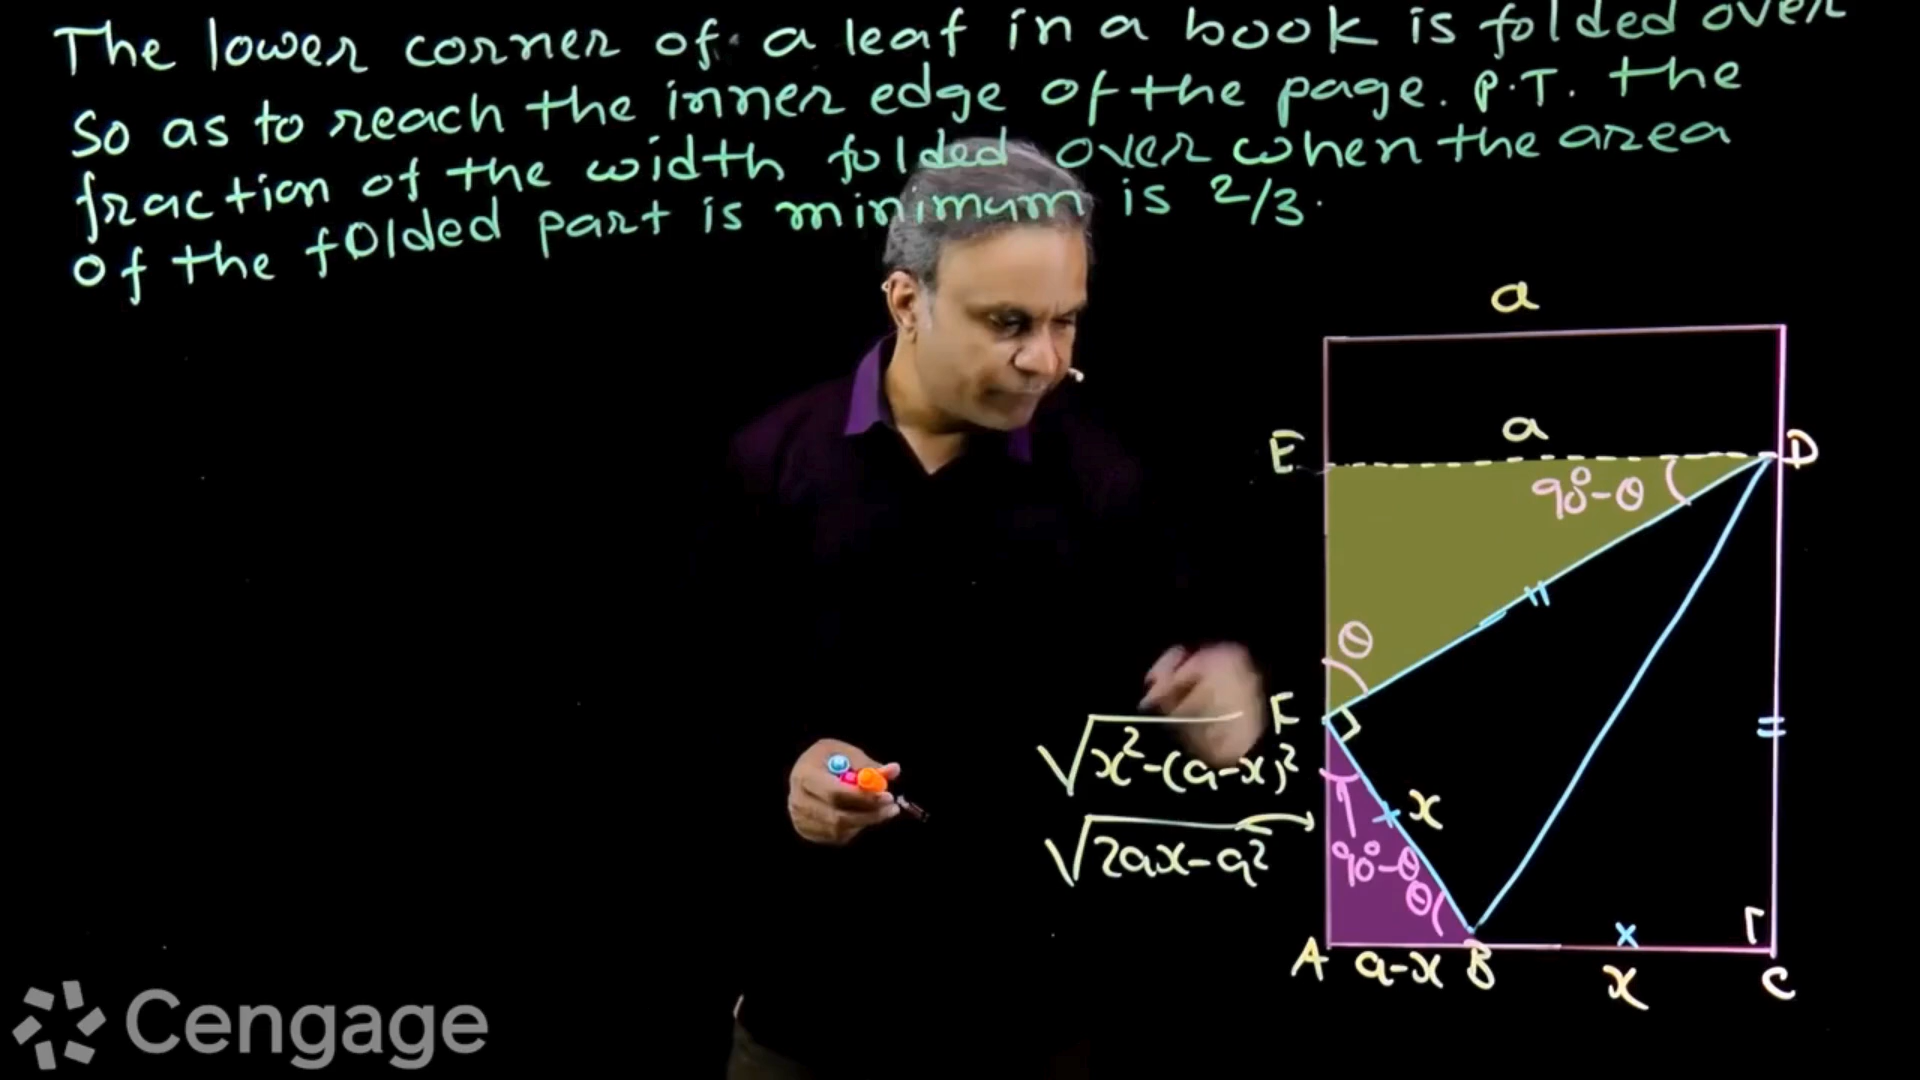 The lower corner of a leaf in a book is folded over
so as to reach the inner edge of the page. P.T. the
fraction of the width folded over when the area
of the folded part is minimum is 2/3.
a
a
E
D
90°-θ
θ
F
√x²-(a-x)²
x
√2ax-a²
90°-θ
θ
A a-x B
x
C
Cengage